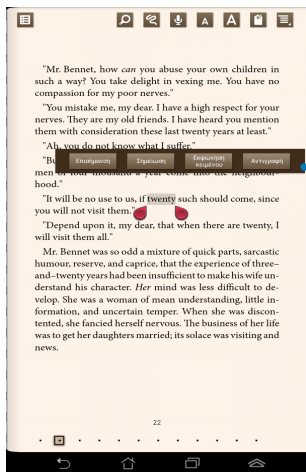 A A
"Mr. Bennet, how can you abuse your own children in
such a way? You take delight in vexing me. You have no
compassion for my poor nerves."
"You mistake me, my dear. I have a high respect for your
nerves. They are my old friends. I have heard you mention
them with consideration these last twenty years at least."
"Ah, you do not know what I suffer."
Επισήμανση Σημείωση Εκφώνηση κειμένου Αντιγραφή
"Bu
men of four thousand a year come into the neighbour-
hood."
"It will be no use to us, if twenty such should come, since
you will not visit them."
"Depend upon it, my dear, that when there are twenty, I
will visit them all."
Mr. Bennet was so odd a mixture of quick parts, sarcastic
humour, reserve, and caprice, that the experience of three–
and–twenty years had been insufficient to make his wife un-
derstand his character. Her mind was less difficult to de-
velop. She was a woman of mean understanding, little in-
formation, and uncertain temper. When she was discon-
tented, she fancied herself nervous. The business of her life
was to get her daughters married; its solace was visiting and
news.
22